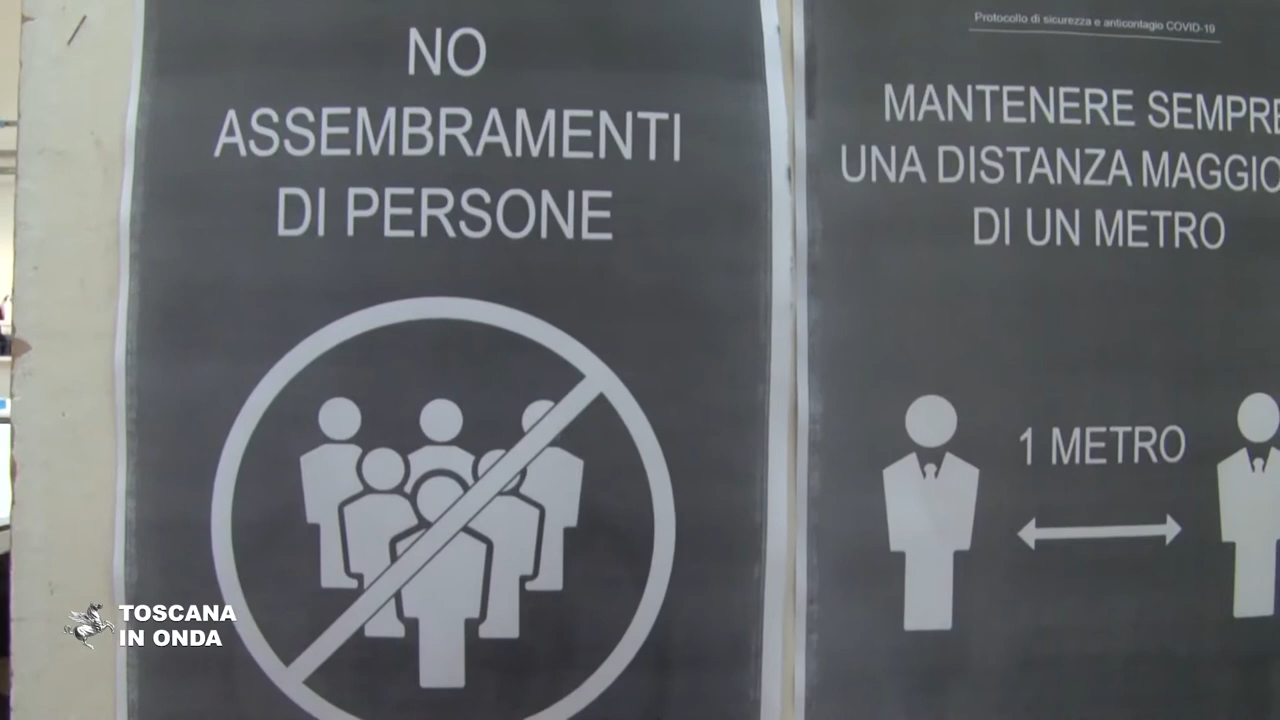 NO
ASSEMBRAMENTI
DI PERSONE
Protocollo di sicurezza e anticontagio COVID-19
MANTENERE SEMPRE
UNA DISTANZA
DI UN METRO
1 METRO
TOSCANA
IN ONDA